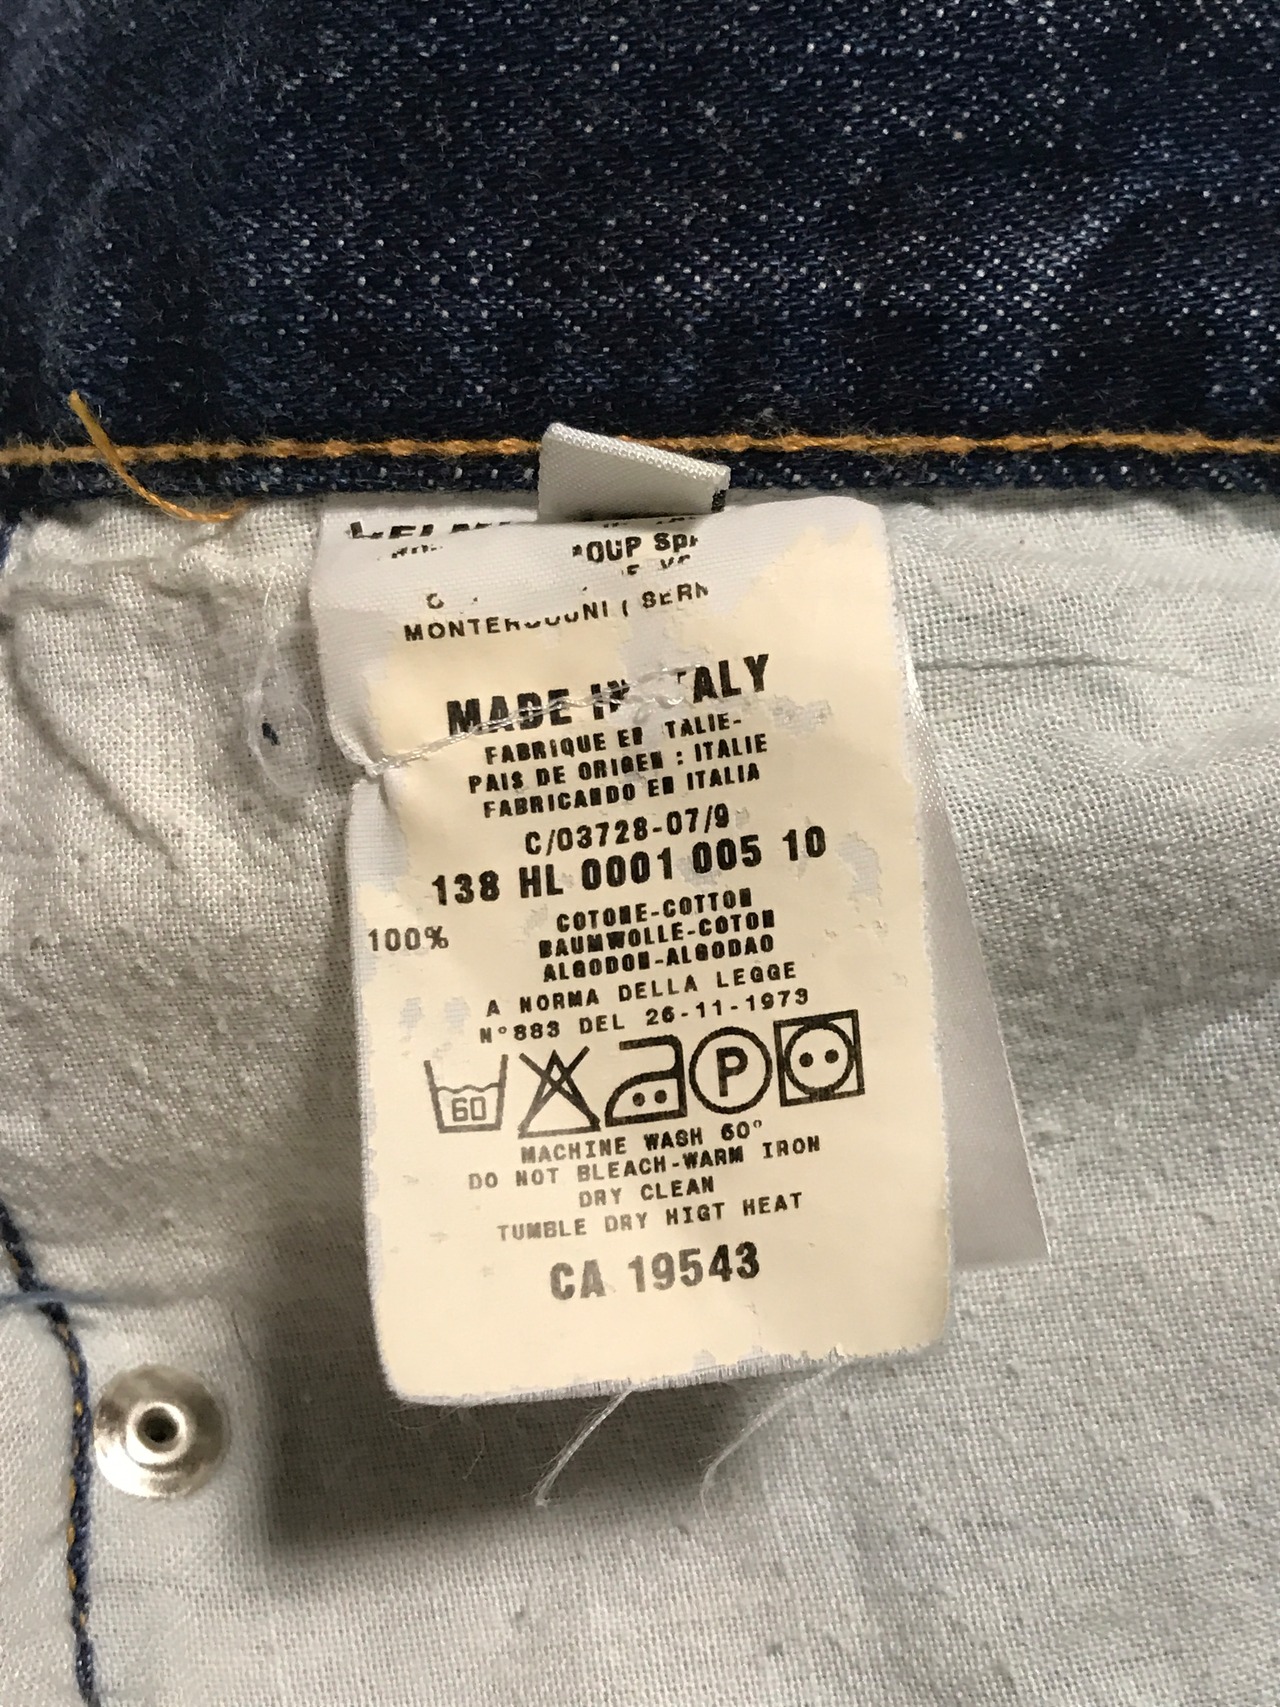 MADE IN ITALY
FABRIQUE EN ITALIE-
PAIS DE ORIGEN : ITALIE
FABRICANDO EN ITALIA
C/03728-07/9
138 HL 0001 005 10
100%
COTONE-COTTON
BAUMWOLLE-COTON
ALGODON-ALGODAO
A NORMA DELLA LEGGE
N°883 DEL 26-11-1973
60 P
MACHINE WASH 60°
DO NOT BLEACH-WARM IRON
DRY CLEAN
TUMBLE DRY HIGT HEAT
CA 19543